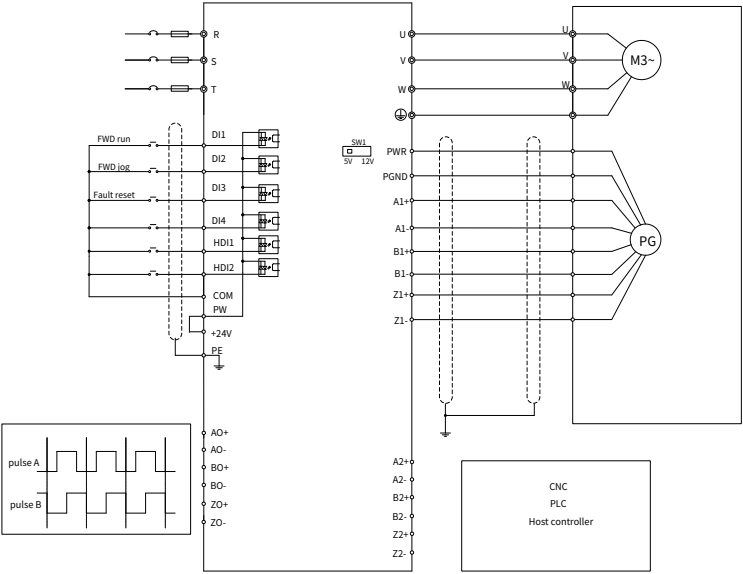 R
S
T
U
V
W
U
V
W
M3~
FWD run
FWD jog
Fault reset
DI1
DI2
DI3
DI4
HDI1
HDI2
COM
PW
+24V
PE
SW1
5V 12V
PWR
PGND
A1+
A1-
B1+
B1-
Z1+
Z1-
PG
pulse A
pulse B
AO+
AO-
BO+
BO-
ZO+
ZO-
A2+
A2-
B2+
B2-
Z2+
Z2-
CNC
PLC
Host controller